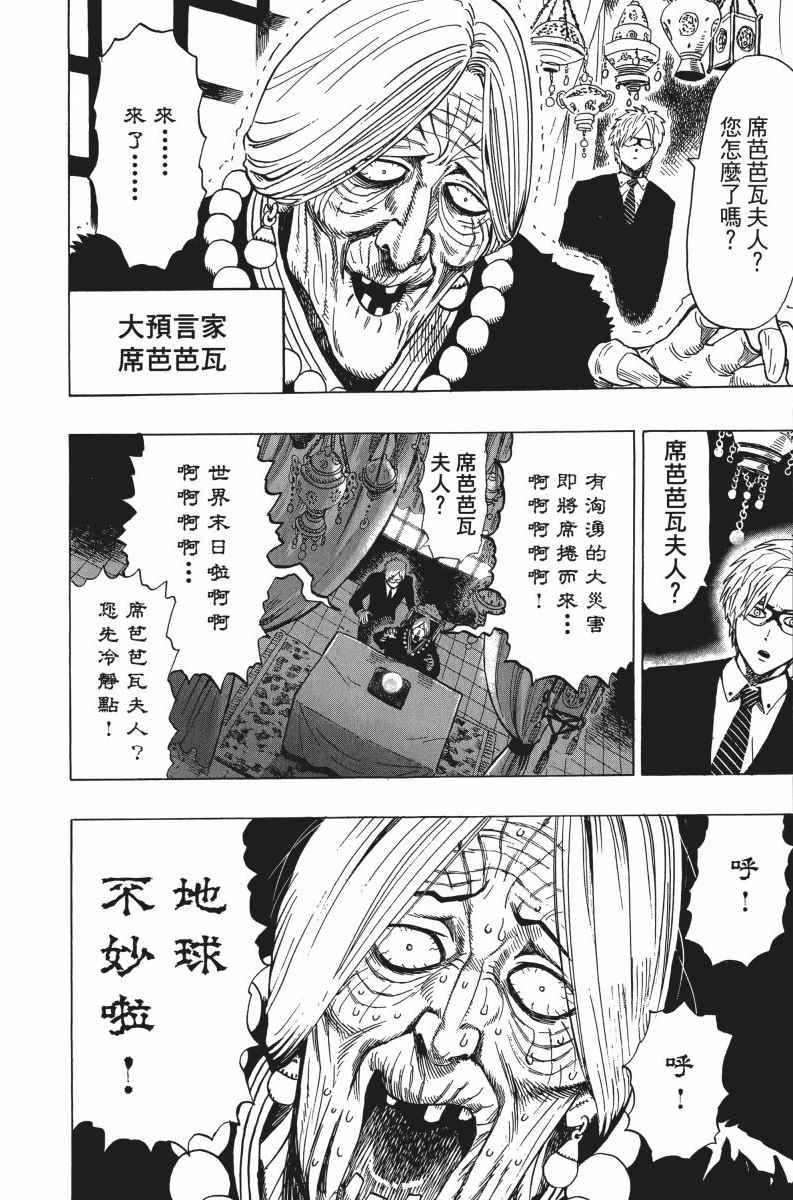 席芭芭瓦夫人?
您怎麼了嗎?
來……
來了……
大預言家
席芭芭瓦
席芭芭瓦夫人?
有洶湧的大災害
即將席捲而來…
啊啊啊啊啊!
席芭芭瓦
夫人?
世界末日啦啊啊
啊啊啊啊…
席芭芭瓦夫人?
您先冷靜點!
呼!
呼!
地球
不妙啦!